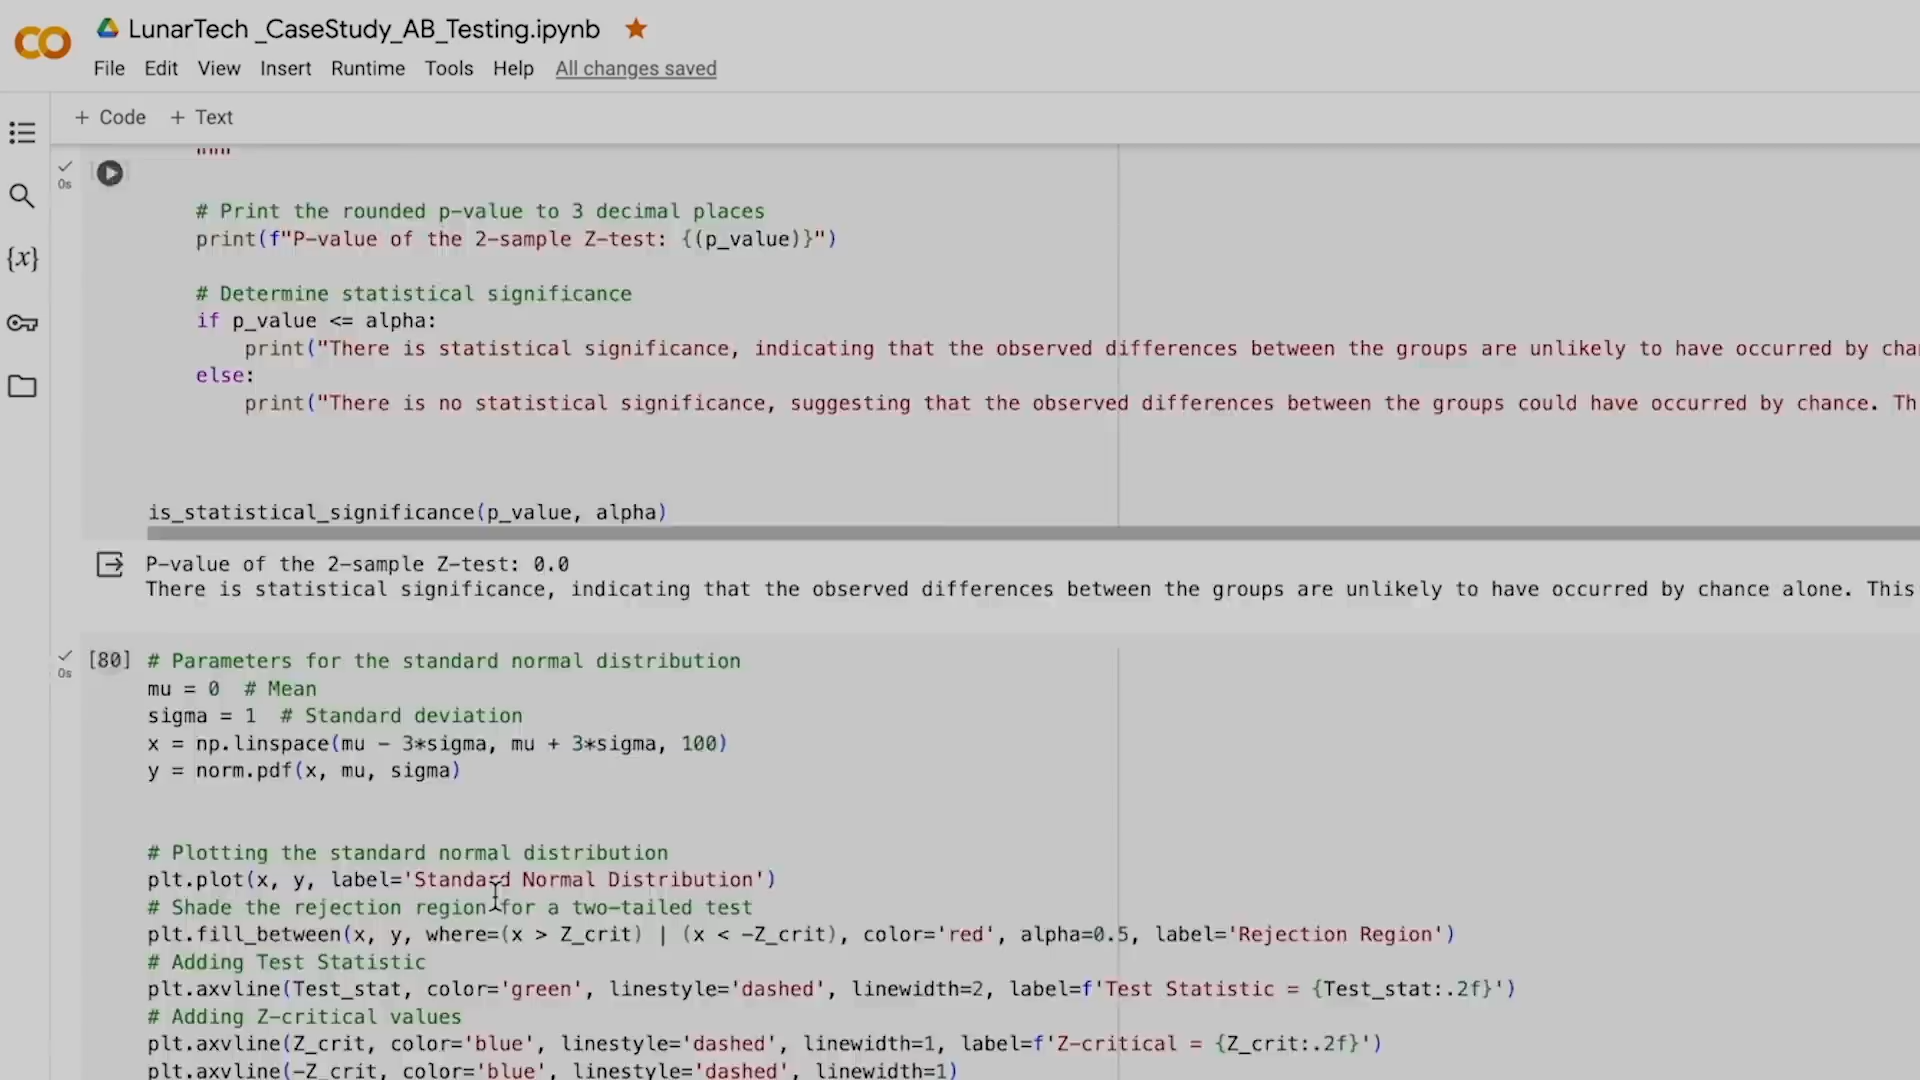 LunarTech _CaseStudy_AB_Testing.ipynb
File Edit View Insert Runtime Tools Help All changes saved
+ Code + Text
"""
0s
# Print the rounded p-value to 3 decimal places
print(f"P-value of the 2-sample Z-test: {(p_value)}")
# Determine statistical significance
if p_value <= alpha:
print("There is statistical significance, indicating that the observed differences between the groups are unlikely to have occurred by cha
else:
print("There is no statistical significance, suggesting that the observed differences between the groups could have occurred by chance. Th
is_statistical_significance(p_value, alpha)
P-value of the 2-sample Z-test: 0.0
There is statistical significance, indicating that the observed differences between the groups are unlikely to have occurred by chance alone. This
[80] # Parameters for the standard normal distribution
0s
mu = 0 # Mean
sigma = 1 # Standard deviation
x = np.linspace(mu - 3*sigma, mu + 3*sigma, 100)
y = norm.pdf(x, mu, sigma)
# Plotting the standard normal distribution
plt.plot(x, y, label='Standard Normal Distribution')
# Shade the rejection region for a two-tailed test
plt.fill_between(x, y, where=(x > Z_crit) | (x < -Z_crit), color='red', alpha=0.5, label='Rejection Region')
# Adding Test Statistic
plt.axvline(Test_stat, color='green', linestyle='dashed', linewidth=2, label=f'Test Statistic = {Test_stat:.2f}')
# Adding Z-critical values
plt.axvline(Z_crit, color='blue', linestyle='dashed', linewidth=1, label=f'Z-critical = {Z_crit:.2f}')
plt.axvline(-Z_crit, color='blue', linestyle='dashed', linewidth=1)